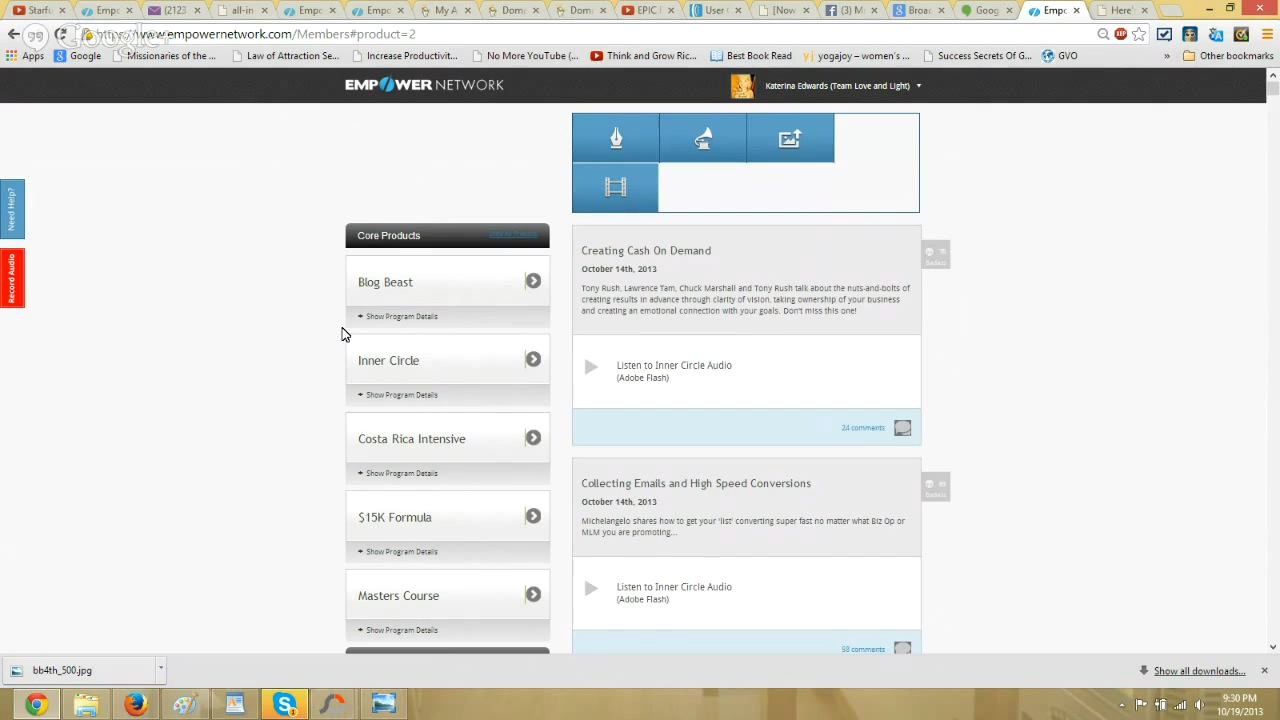 Starfu
Empo
(2123
all-in
Empo
Empo
My A
Dom
Dom
EPIC
User
[Now
(3) M
Broad
Goog
Empo
Here'
https://www.empowernetwork.com/Members#product=2
Google+
Apps
Google
Missionaries of the ...
Law of Attraction Se...
Increase Productivit...
No More YouTube (...
Think and Grow Ric...
Best Book Read
yogajoy – women's ...
Success Secrets Of G...
GVO
»
Other bookmarks
EMPOWER NETWORK
Katerina Edwards (Team Love and Light)
Need Help?
Record Audio
Core Products
Blog Beast
+ Show Program Details
Inner Circle
+ Show Program Details
Costa Rica Intensive
+ Show Program Details
$15K Formula
+ Show Program Details
Masters Course
+ Show Program Details
Creating Cash On Demand
October 14th, 2013
Tony Rush, Lawrence Tam, Chuck Marshall and Tony Rush talk about the nuts-and-bolts of
creating results in advance through clarity of vision, taking ownership of your business
and creating an emotional connection with your goals. Don't miss this one!
Listen to Inner Circle Audio
(Adobe Flash)
24 comments
Collecting Emails and High Speed Conversions
October 14th, 2013
Michelangelo shares how to get your 'list' converting super fast no matter what Biz Op or
MLM you are promoting...
Listen to Inner Circle Audio
(Adobe Flash)
58 comments
bb4th_500.jpg
Show all downloads...
9:30 PM
10/19/2013